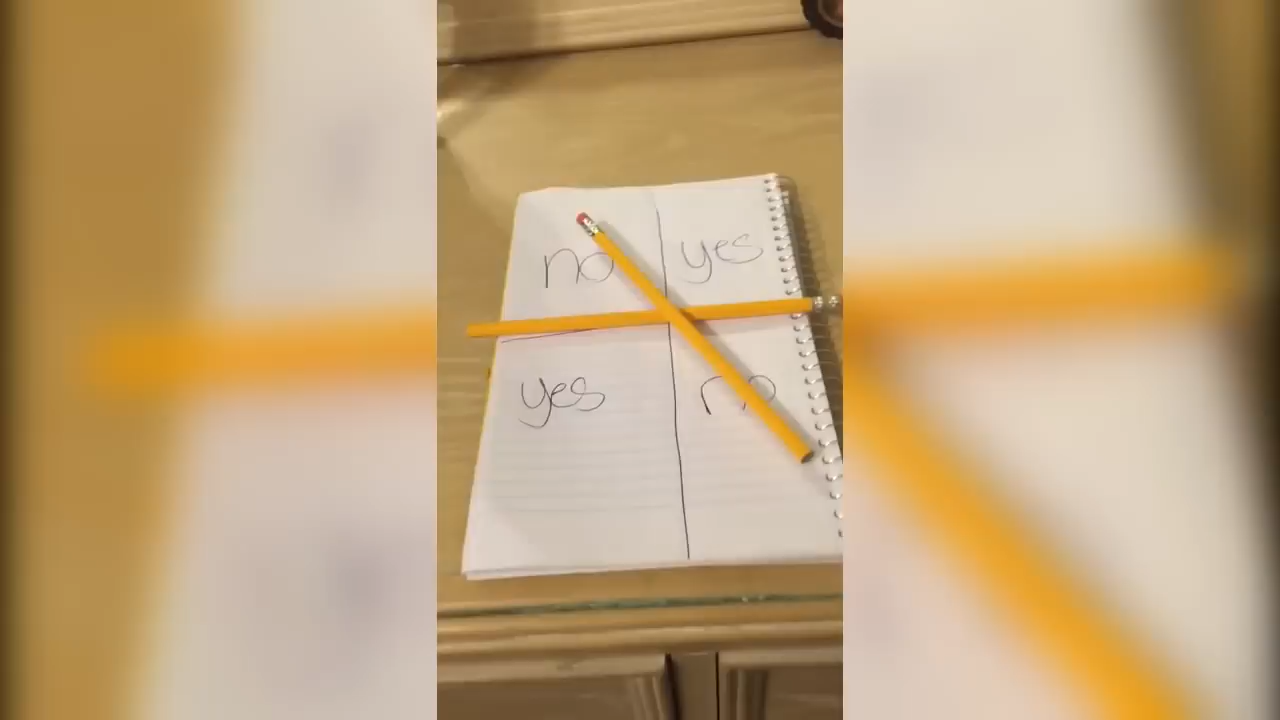 no yes
yes no